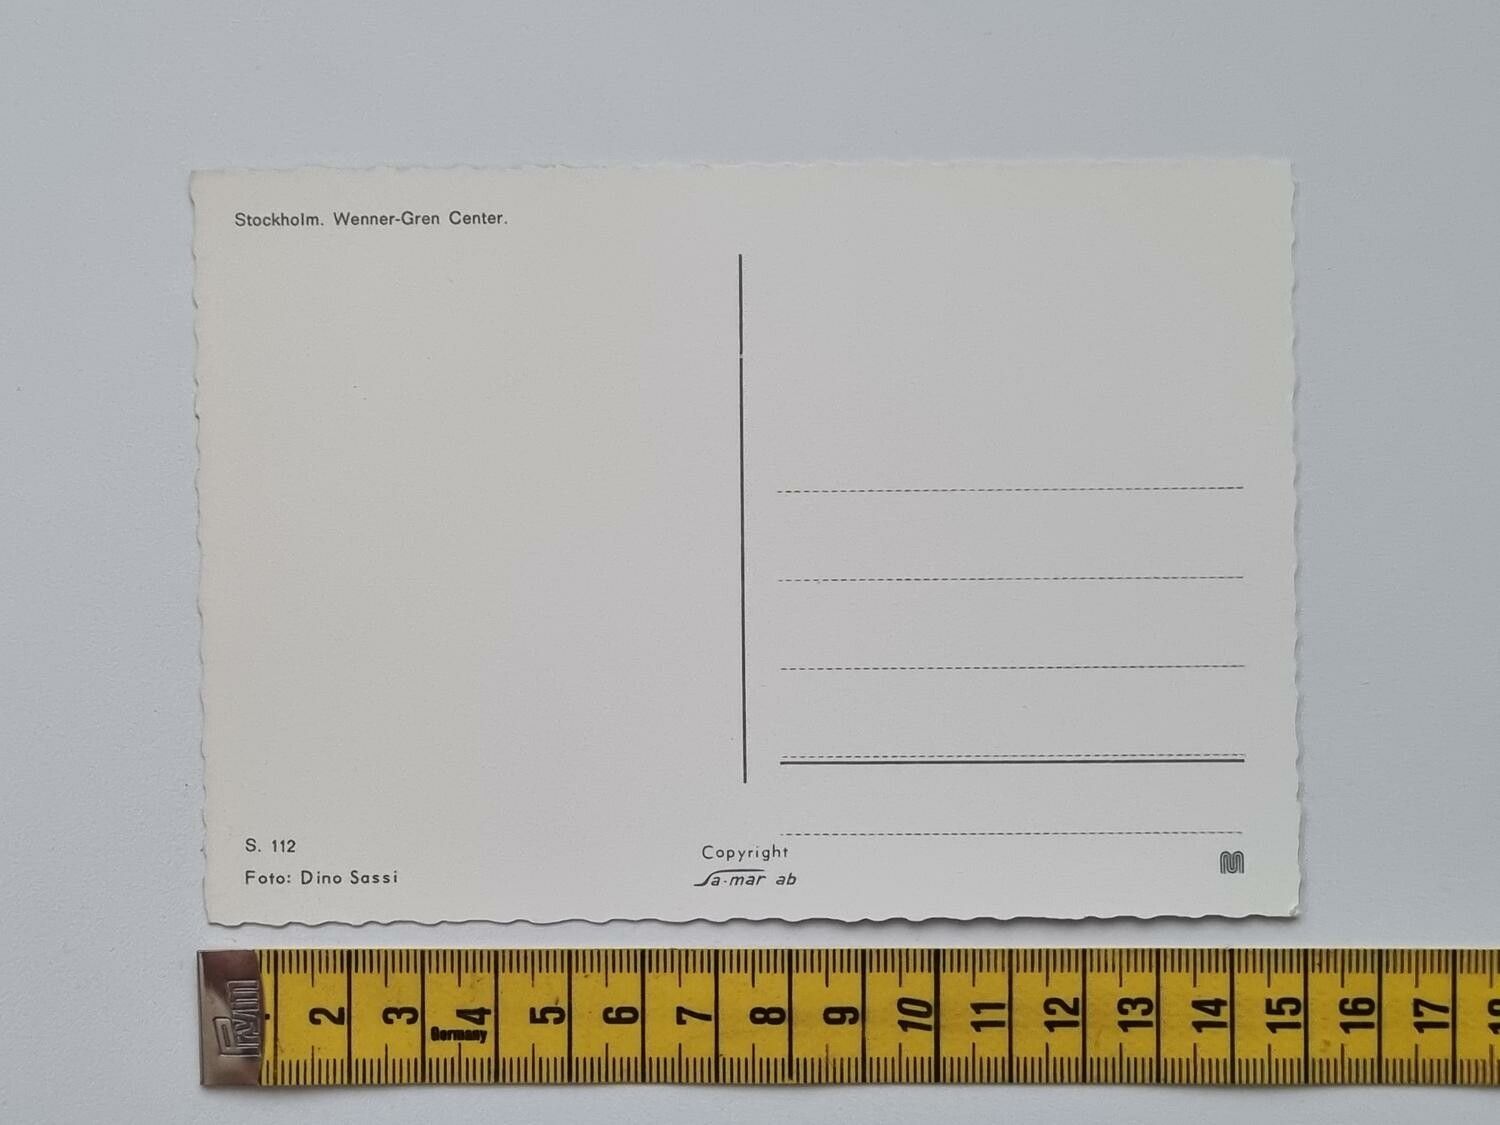 Stockholm. Wenner-Gren Center.
S. 112
Foto: Dino Sassi
Copyright
Sa-mar ab
M
Prym
2 3 4 5 6 7 8 9 10 11 12 13 14 15 16 17 18
Germany